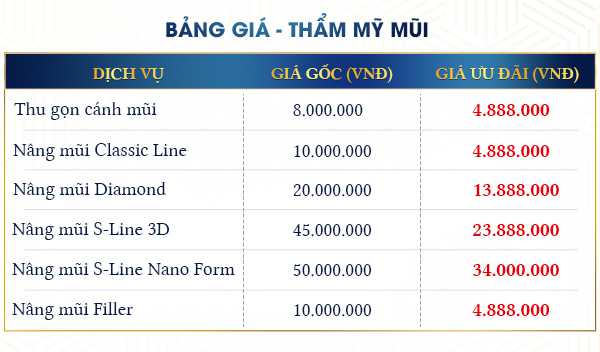 BẢNG GIÁ - THẨM MỸ MŨI
DỊCH VỤ GIÁ GỐC (VNĐ) GIÁ ƯU ĐÃI (VNĐ)
Thu gọn cánh mũi 8.000.000 4.888.000
Nâng mũi Classic Line 10.000.000 4.888.000
Nâng mũi Diamond 20.000.000 13.888.000
Nâng mũi S-Line 3D 45.000.000 23.888.000
Nâng mũi S-Line Nano Form 50.000.000 34.000.000
Nâng mũi Filler 10.000.000 4.888.000